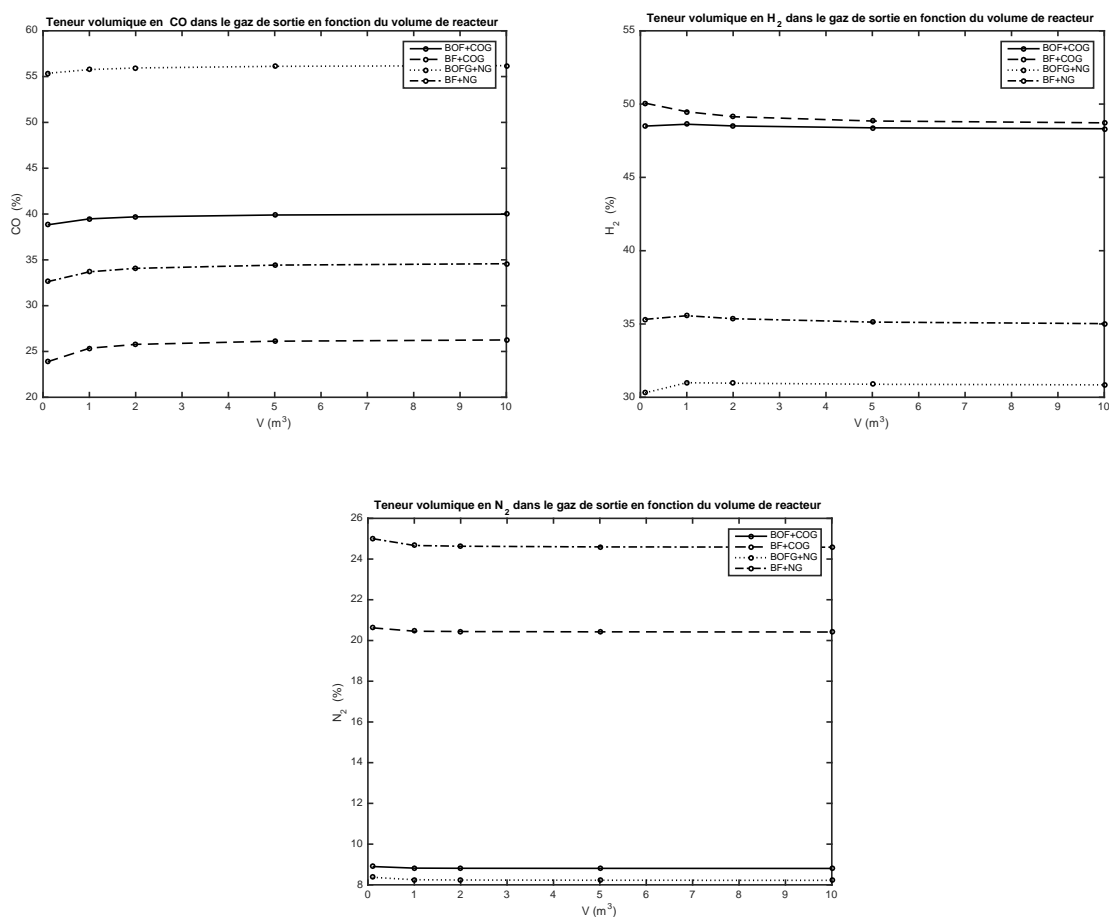 Teneur volumique en CO dans le gaz de sortie en fonction du volume de reacteur
60
55
50
45
40
35
30
25
20
CO (%)
0 1 2 3 4 5 6 7 8 9 10
V (m³)
BOF+COG
BF+COG
BOFG+NG
BF+NG
Teneur volumique en H₂ dans le gaz de sortie en fonction du volume de reacteur
55
50
45
40
35
30
H₂ (%)
0 1 2 3 4 5 6 7 8 9 10
V (m³)
BOF+COG
BF+COG
BOFG+NG
BF+NG
Teneur volumique en N₂ dans le gaz de sortie en fonction du volume de reacteur
26
24
22
20
18
16
14
12
10
8
N₂ (%)
0 1 2 3 4 5 6 7 8 9 10
V (m³)
BOF+COG
BF+COG
BOFG+NG
BF+NG